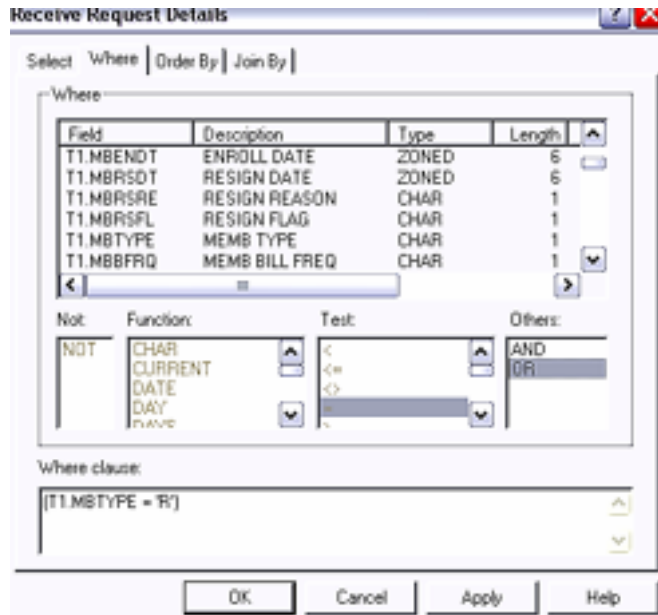 Receive Request Details
Select Where Order By Join By
Where
Field Description Type Length
T1.MBENDT ENROLL DATE ZONED 6
T1.MBRSDT RESIGN DATE ZONED 6
T1.MBRSRE RESIGN REASON CHAR 1
T1.MBRSFL RESIGN FLAG CHAR 1
T1.MBTYPE MEMB TYPE CHAR 1
T1.MBBFRQ MEMB BILL FREQ CHAR 1
Not: Function: Test: Others:
NOT CHAR < AND
CURRENT <= OR
DATE <>
DAY =
DAYS >
Where clause:
(T1.MBTYPE = 'R')
OK Cancel Apply Help